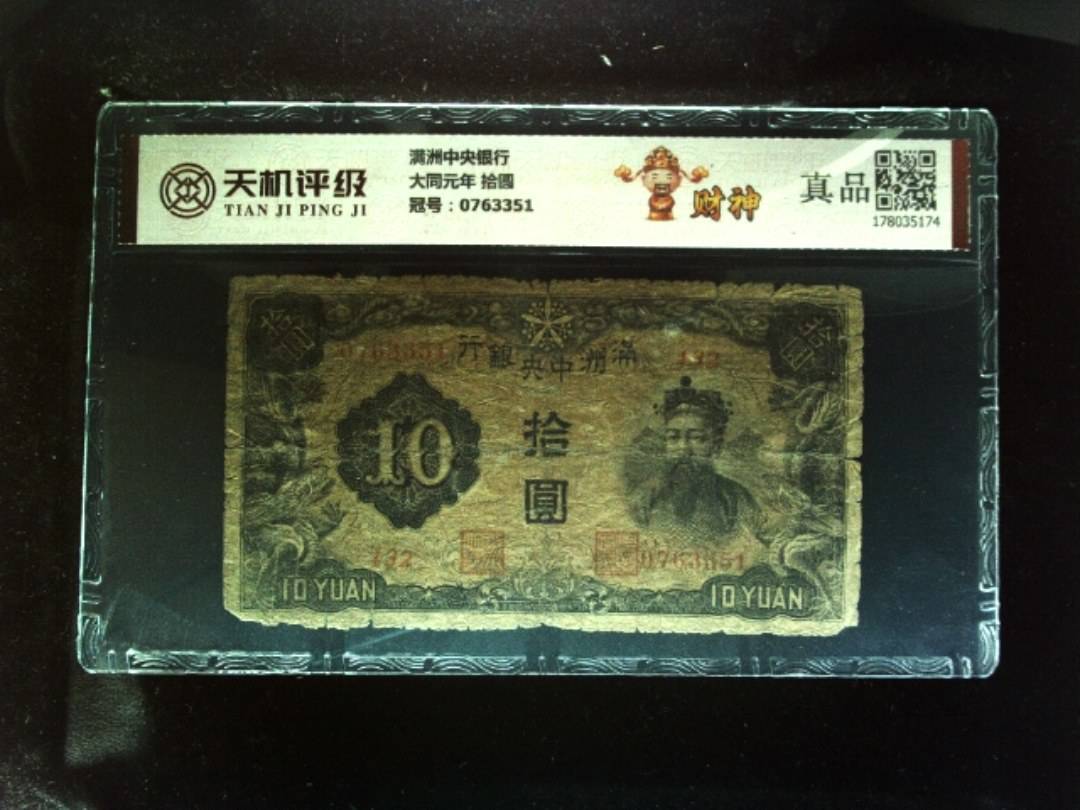 天机评级
TIAN JI PING JI
满洲中央银行
大同元年 拾圆
冠号：0763351
财神
真品
178035174
拾圓
拾圓
行銀央中洲滿
10
拾
圓
132
10 YUAN
10 YUAN